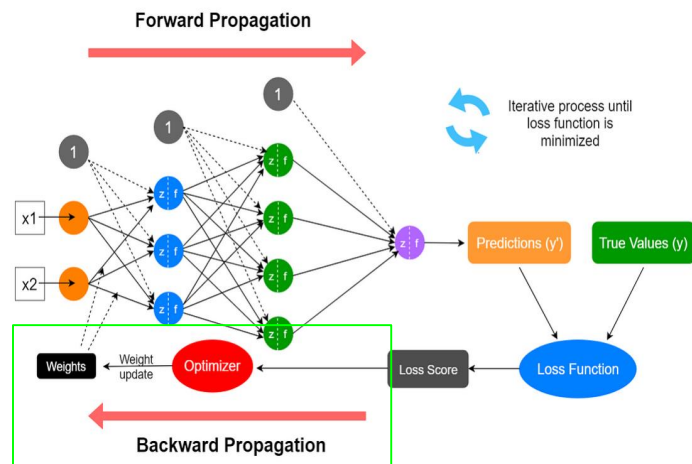 Forward Propagation
1
1
1
Iterative process until
loss function is
minimized
z f
z f
z f
z f
z f
z f
z f
z f
x1
x2
Predictions (y')
True Values (y)
Weights
Weight
update
Optimizer
Loss Score
Loss Function
Backward Propagation